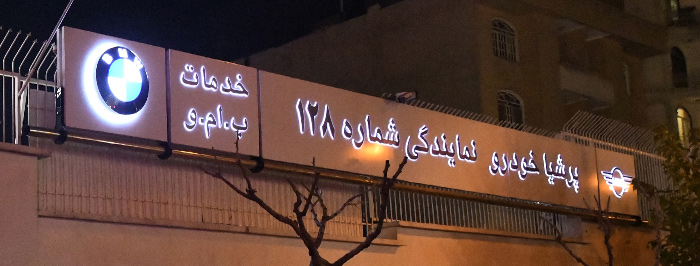 خدمات
ب.ام.و
پرشیا خودرو نمایندگی شماره ۱۲۸